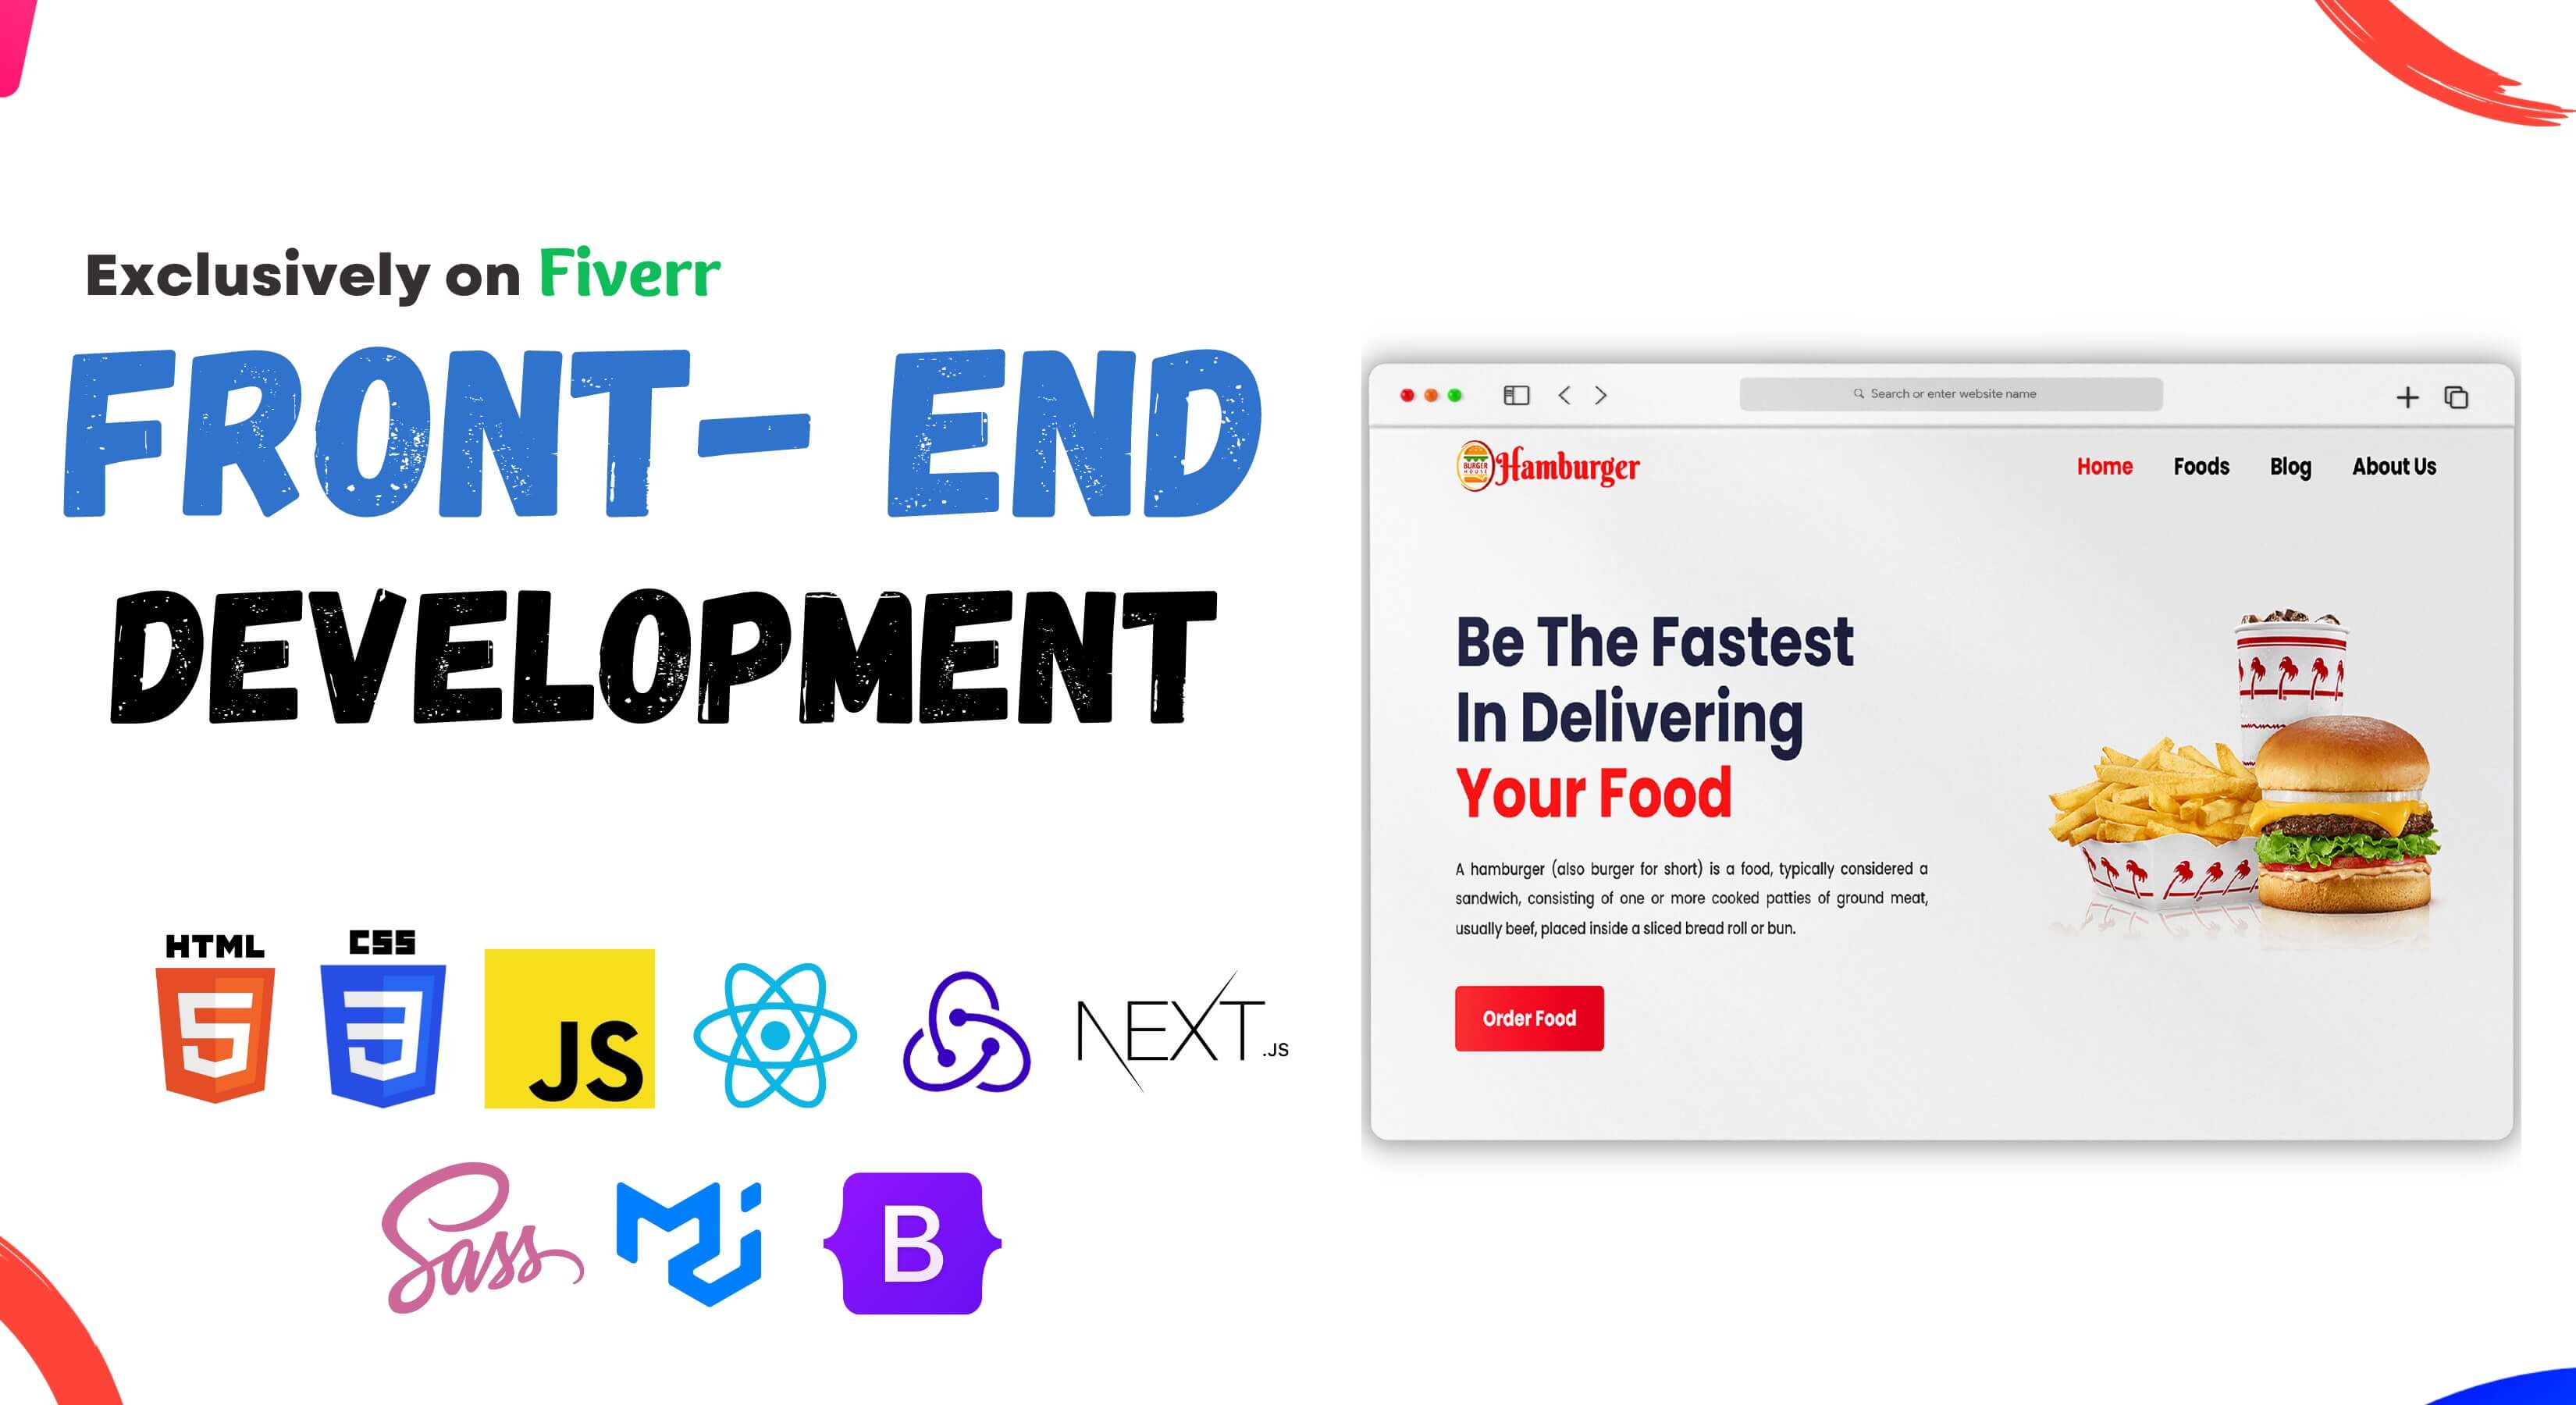 Exclusively on Fiverr
FRONT- END
DEVELOPMENT
HTML
CSS
JS
NEXT.JS
Sass
B
Search or enter website name
BURGER
HOUSE
Hamburger
Home Foods Blog About Us
Be The Fastest
In Delivering
Your Food
A hamburger (also burger for short) is a food, typically considered a
sandwich, consisting of one or more cooked patties of ground meat,
usually beef, placed inside a sliced bread roll or bun.
Order Food